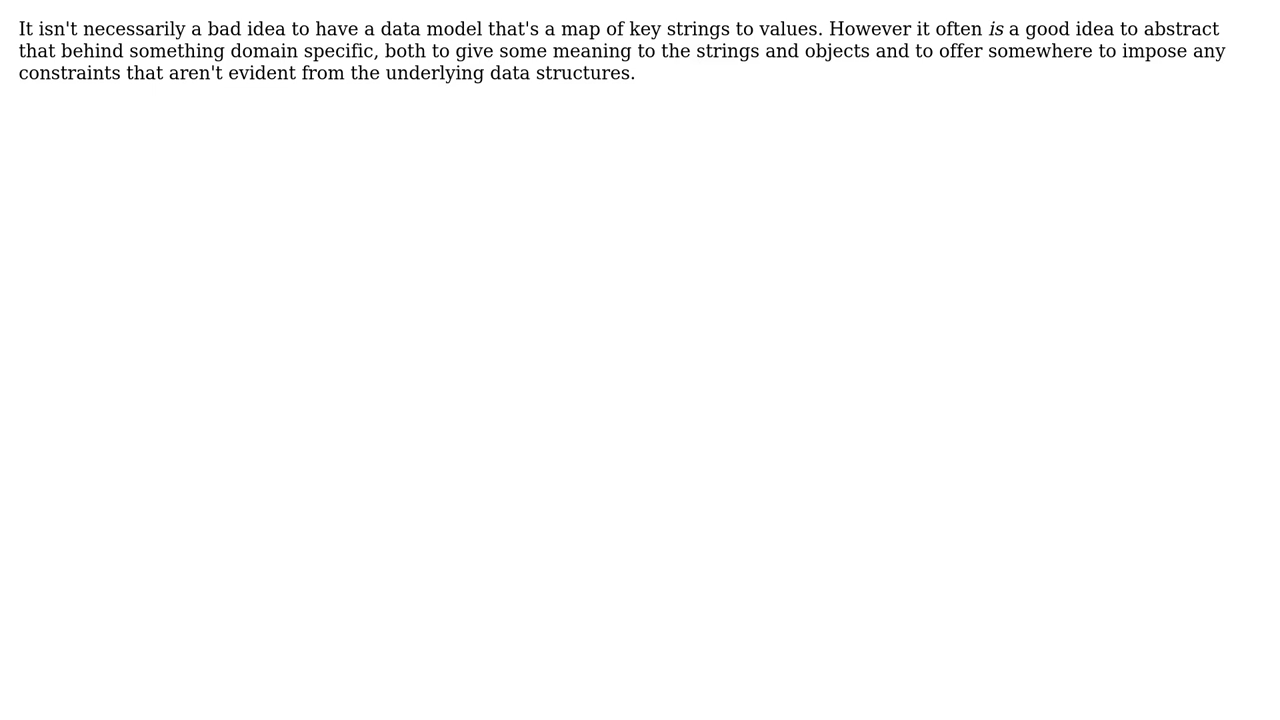 It isn't necessarily a bad idea to have a data model that's a map of key strings to values. However it often is a good idea to abstract
that behind something domain specific, both to give some meaning to the strings and objects and to offer somewhere to impose any
constraints that aren't evident from the underlying data structures.